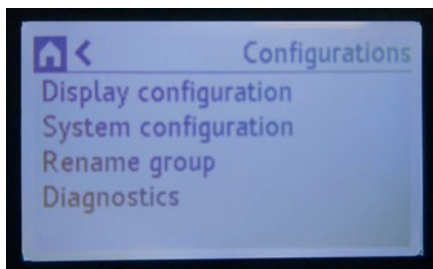 Configurations
Display configuration
System configuration
Rename group
Diagnostics